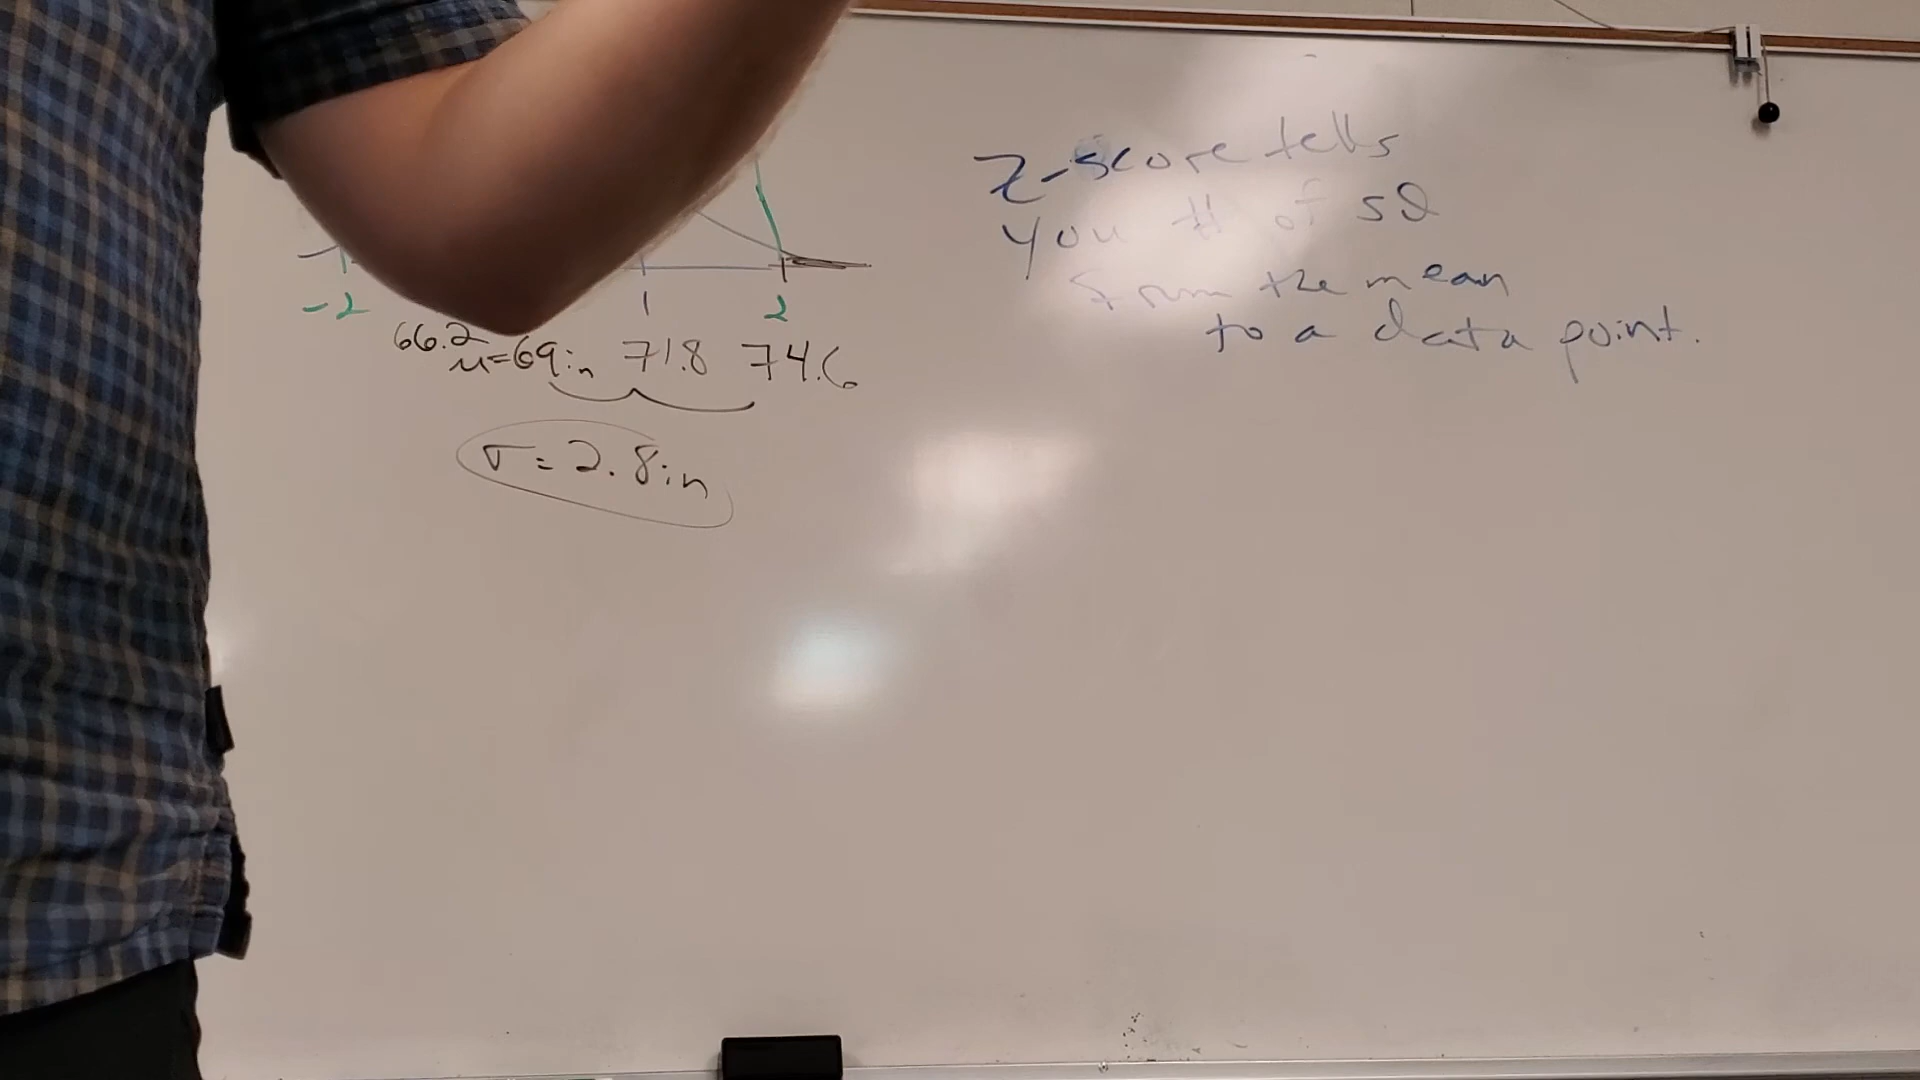 -2 1 2
66.2 μ=69in 71.8 74.6
σ=2.8in
Z-score tells
you # of SD
from the mean
to a data point.